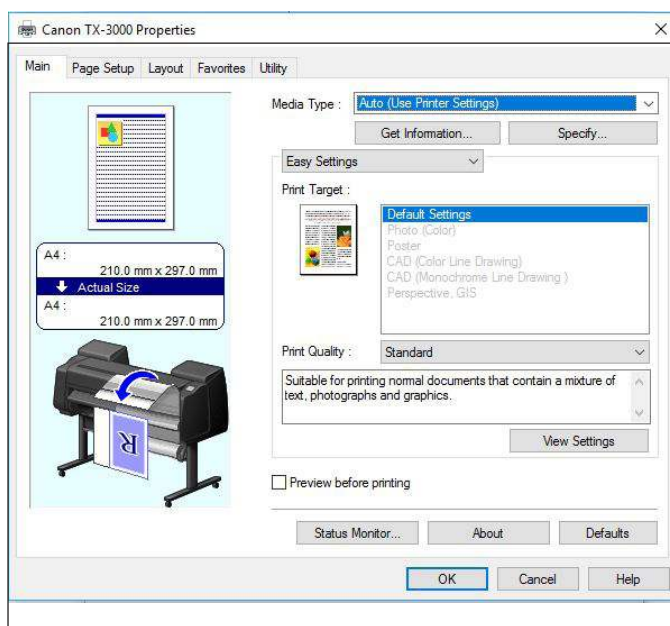 Canon TX-3000 Properties
Main Page Setup Layout Favorites Utility
Media Type : Auto (Use Printer Settings)
Get Information... Specify...
Easy Settings
Print Target :
Default Settings
Photo (Color)
Poster
CAD (Color Line Drawing)
CAD (Monochrome Line Drawing )
Perspective, GIS
A4 :
210.0 mm x 297.0 mm
Actual Size
A4 :
210.0 mm x 297.0 mm
R
Print Quality : Standard
Suitable for printing normal documents that contain a mixture of
text, photographs and graphics.
View Settings
Preview before printing
Status Monitor... About Defaults
OK Cancel Help